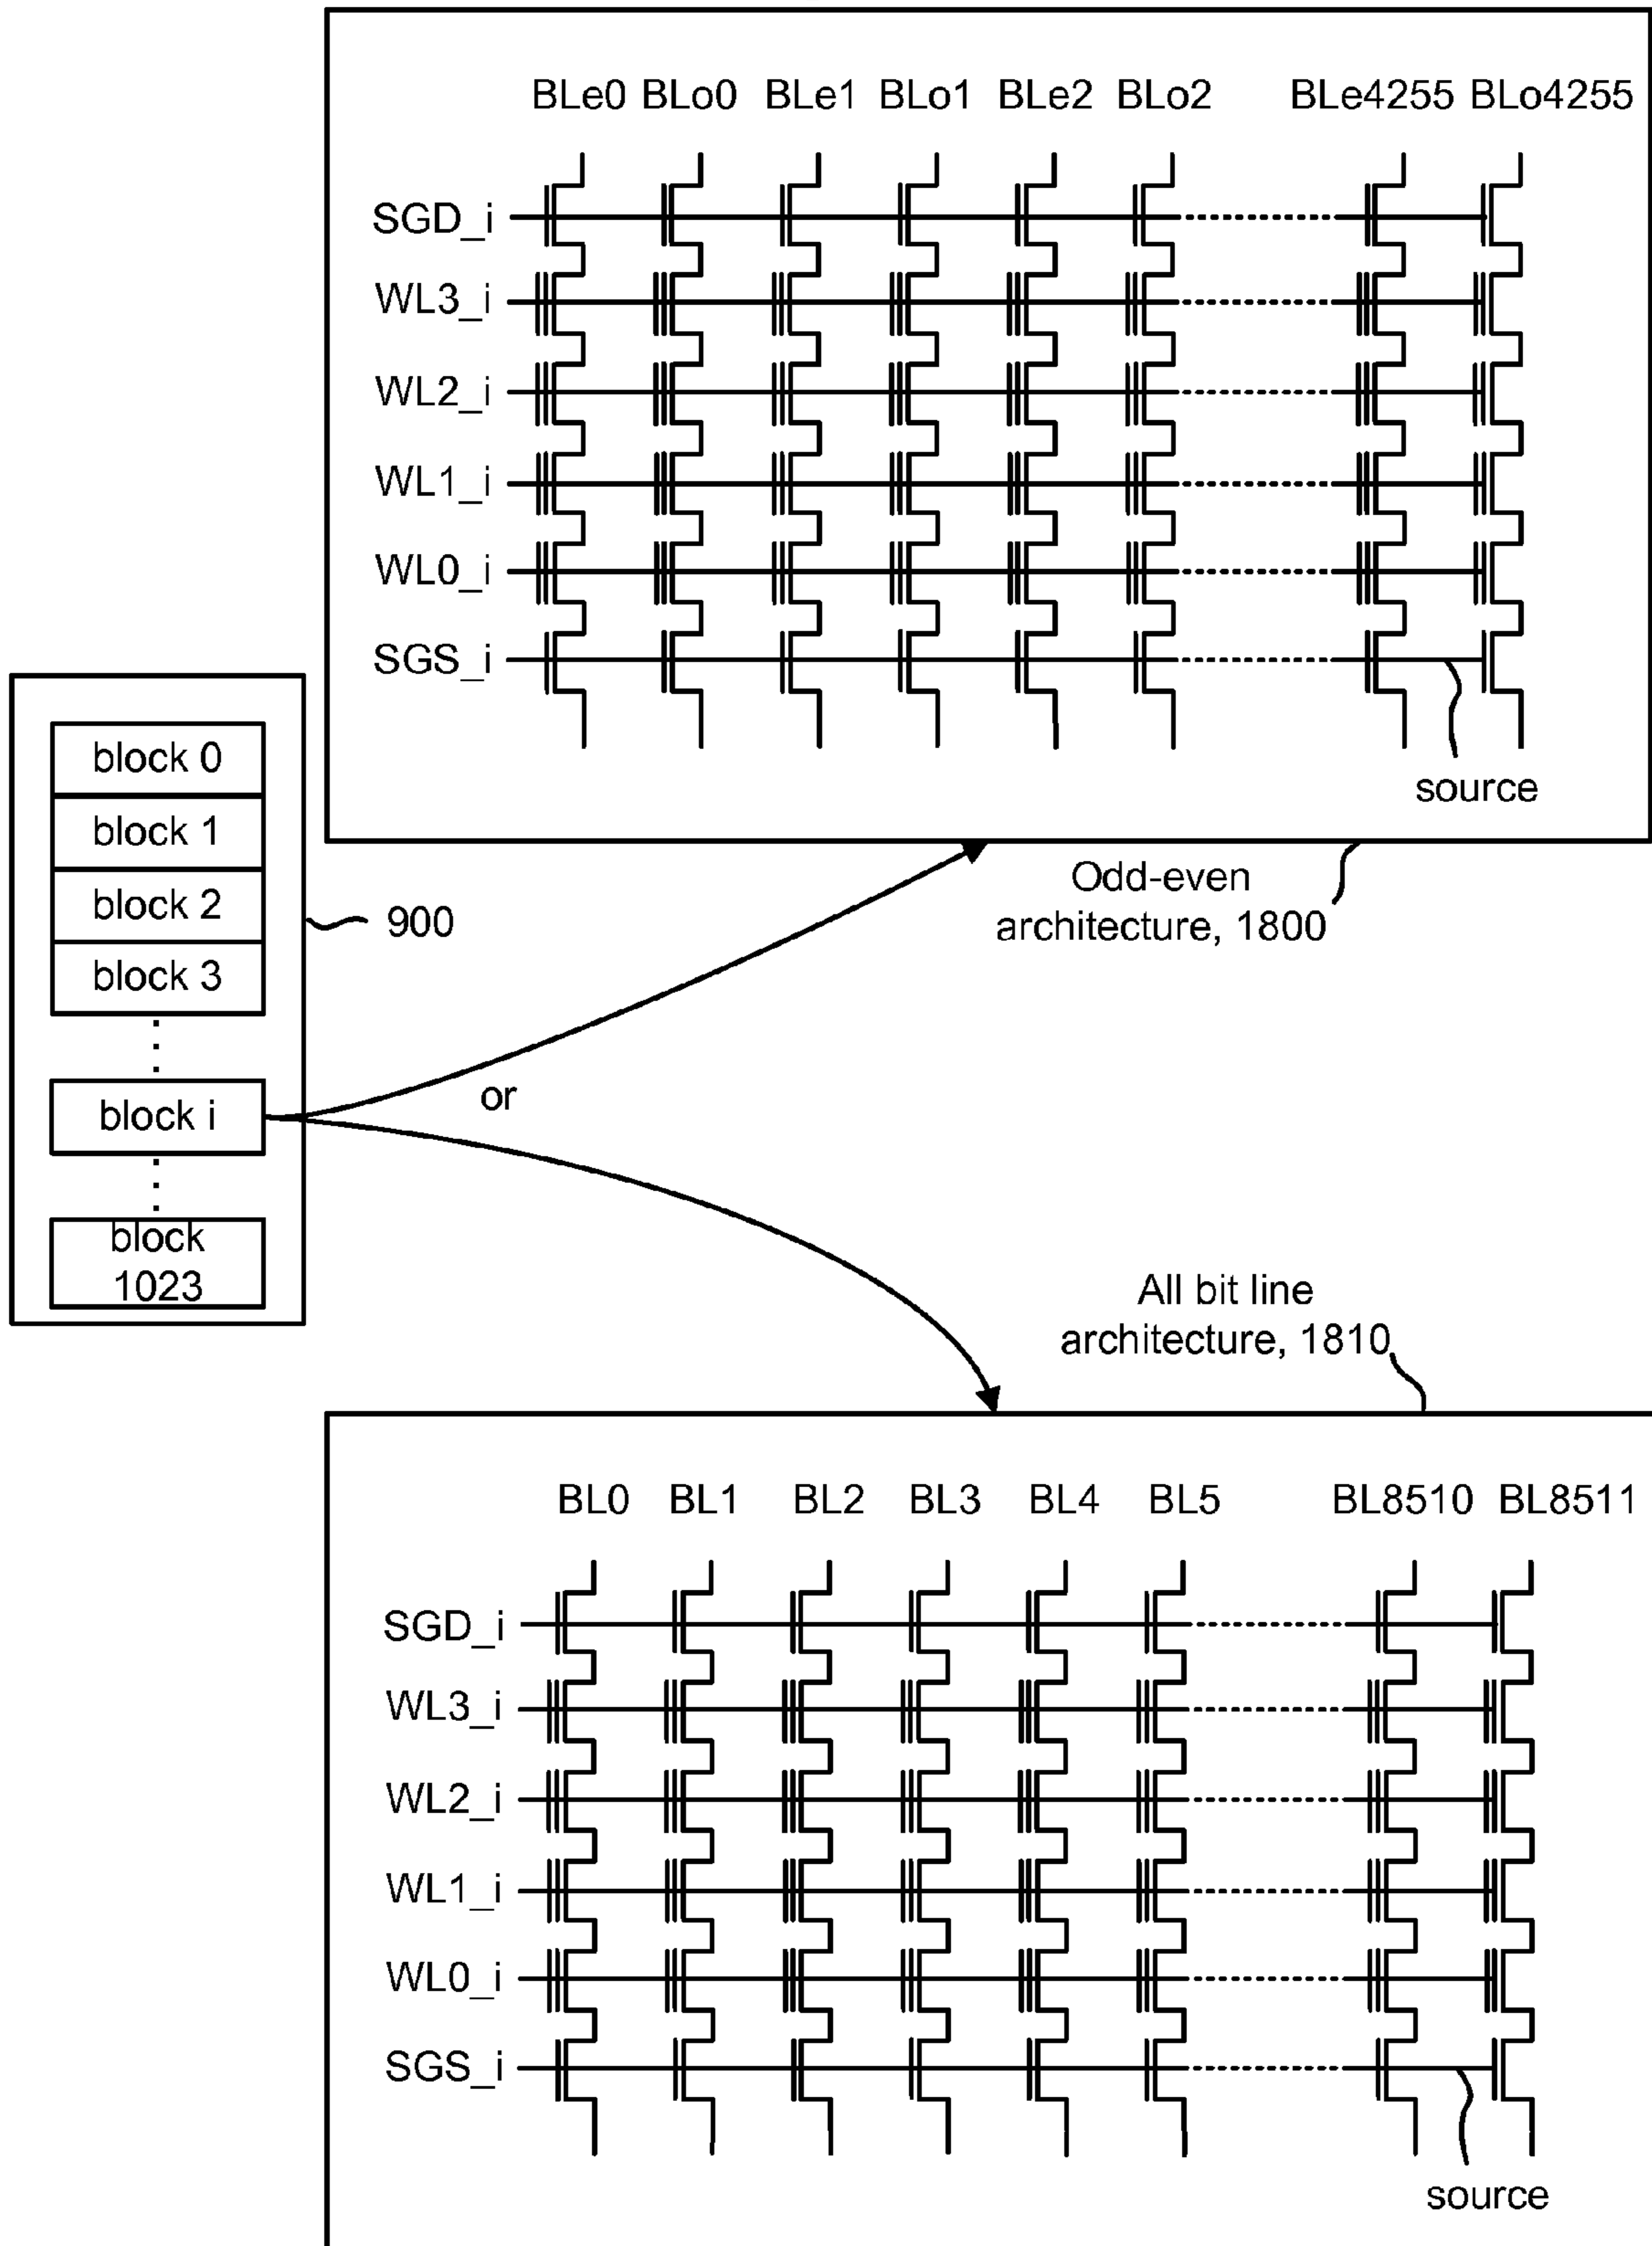 BLe0 BLo0 BLe1 BLo1 BLe2 BLo2 BLe4255 BLo4255
SGD_i
WL3_i
WL2_i
WL1_i
WL0_i
SGS_i
source
block 0
block 1
block 2
block 3
block i
block
1023
900
Odd-even
architecture, 1800
or
All bit line
architecture, 1810
BL0 BL1 BL2 BL3 BL4 BL5 BL8510 BL8511
SGD_i
WL3_i
WL2_i
WL1_i
WL0_i
SGS_i
source